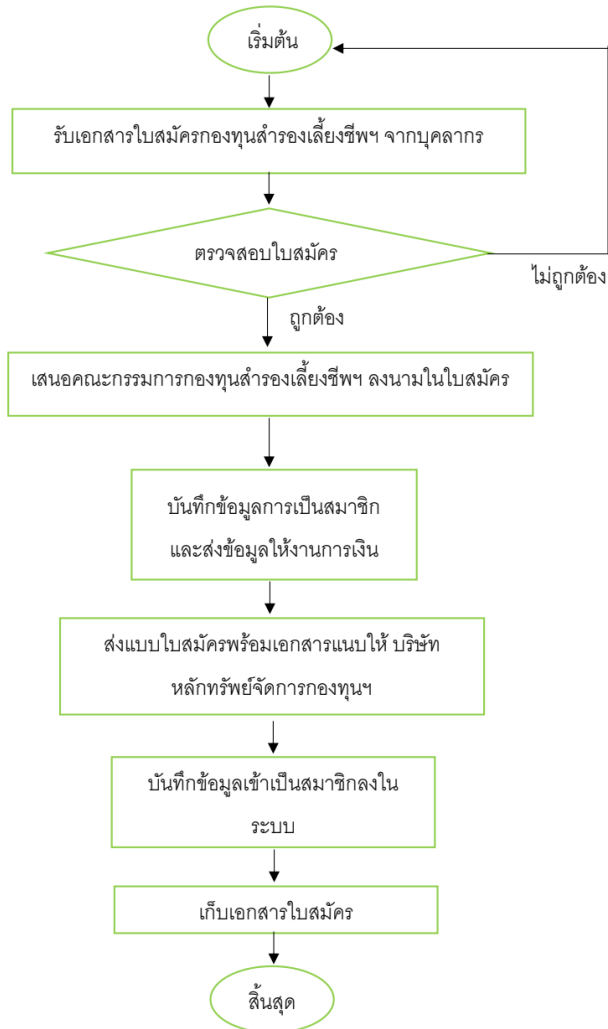 เริ่มต้น
รับเอกสารใบสมัครกองทุนสำรองเลี้ยงชีพฯ จากบุคลากร
ตรวจสอบใบสมัคร
ไม่ถูกต้อง
ถูกต้อง
เสนอคณะกรรมการกองทุนสำรองเลี้ยงชีพฯ ลงนามในใบสมัคร
บันทึกข้อมูลการเป็นสมาชิก
และส่งข้อมูลให้งานการเงิน
ส่งแบบใบสมัครพร้อมเอกสารแนบให้ บริษัท
หลักทรัพย์จัดการกองทุนฯ
บันทึกข้อมูลเข้าเป็นสมาชิกลงใน
ระบบ
เก็บเอกสารใบสมัคร
สิ้นสุด